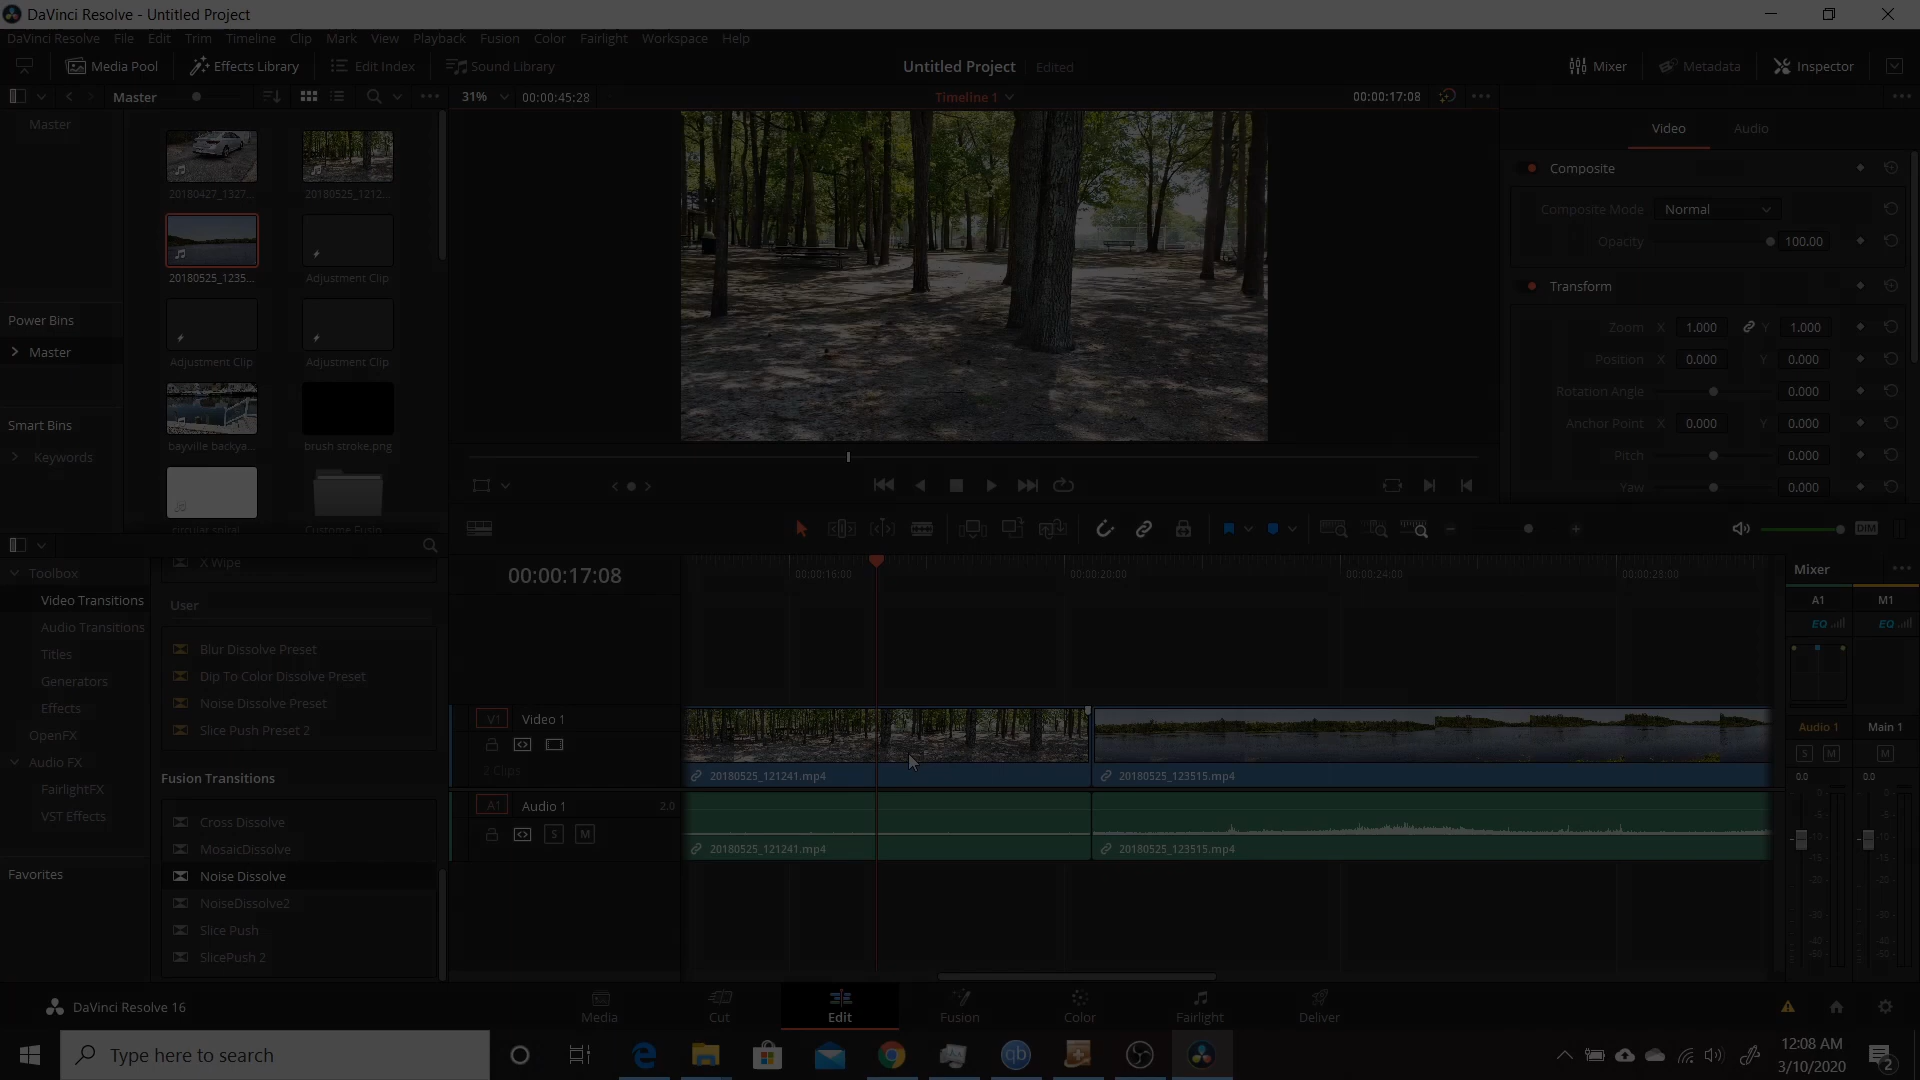 DaVinci Resolve - Untitled Project
DaVinci Resolve File Edit Trim Timeline Clip Mark View Playback Fusion Color Fairlight Workspace Help
Media Pool Effects Library Edit Index Sound Library Untitled Project Edited Mixer Metadata Inspector
Master 31% 00:00:45:28 Timeline 1 00:00:17:08
Master
20180427_1327... 20180525_1212...
20180525_1235... Adjustment Clip
Adjustment Clip Adjustment Clip
bayville backya... brush stroke.png
circular spiral Custome Fusin
Power Bins
Master
Smart Bins
Keywords
Video Audio
Composite
Composite Mode Normal
Opacity 100.00
Transform
Zoom X 1.000 Y 1.000
Position X 0.000 Y 0.000
Rotation Angle 0.000
Anchor Point X 0.000 Y 0.000
Pitch 0.000
Yaw 0.000
DIM
Toolbox
Video Transitions
Audio Transitions
Titles
Generators
Effects
OpenFX
Audio FX
FairlightFX
VST Effects
Favorites
X Wipe
User
Blur Dissolve Preset
Dip To Color Dissolve Preset
Noise Dissolve Preset
Slice Push Preset 2
Fusion Transitions
Cross Dissolve
MosaicDissolve
Noise Dissolve
NoiseDissolve2
Slice Push
SlicePush 2
00:00:17:08
00:00:16:00 00:00:20:00 00:00:24:00 00:00:28:00
V1 Video 1
2 Clips
20180525_121241.mp4 20180525_123515.mp4
A1 Audio 1 2.0
S M
20180525_121241.mp4 20180525_123515.mp4
Mixer
A1 M1
EQ EQ
Audio 1 Main 1
S M M
0.0 0.0
DaVinci Resolve 16
Media Cut Edit Fusion Color Fairlight Deliver
Type here to search
qb
12:08 AM
3/10/2020
2